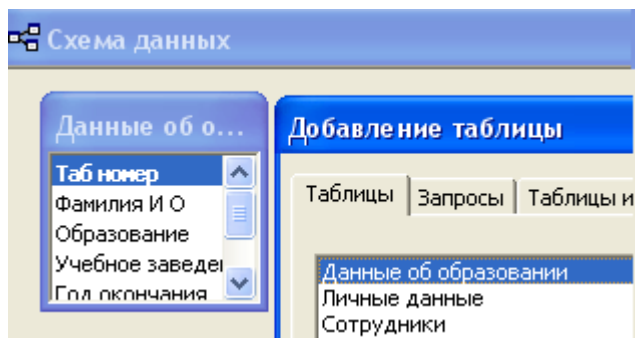 Схема данных
Данные об о...
Таб номер
Фамилия И О
Образование
Учебное заведе
Год окончания
Добавление таблицы
Таблицы Запросы Таблицы и
Данные об образовании
Личные данные
Сотрудники